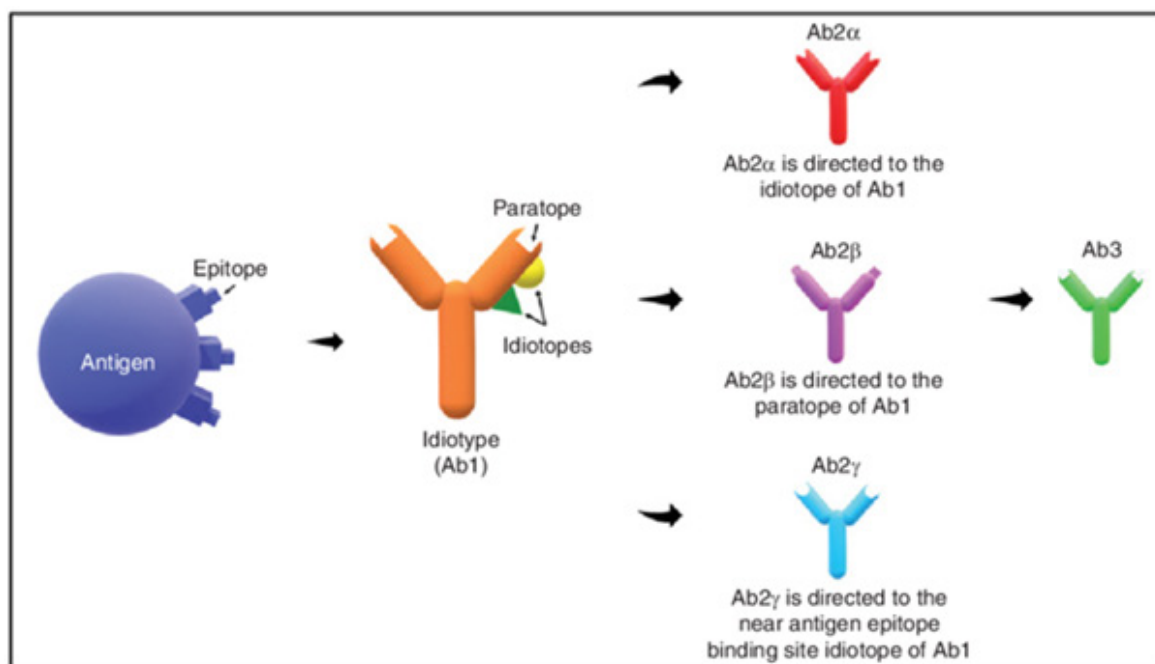 Ab2α
Ab2α is directed to the
idiotope of Ab1
Paratope
Epitope
Antigen
Idiotopes
Idiotype
(Ab1)
Ab2β
Ab2β is directed to the
paratope of Ab1
Ab3
Ab2γ
Ab2γ is directed to the
near antigen epitope
binding site idiotope of Ab1